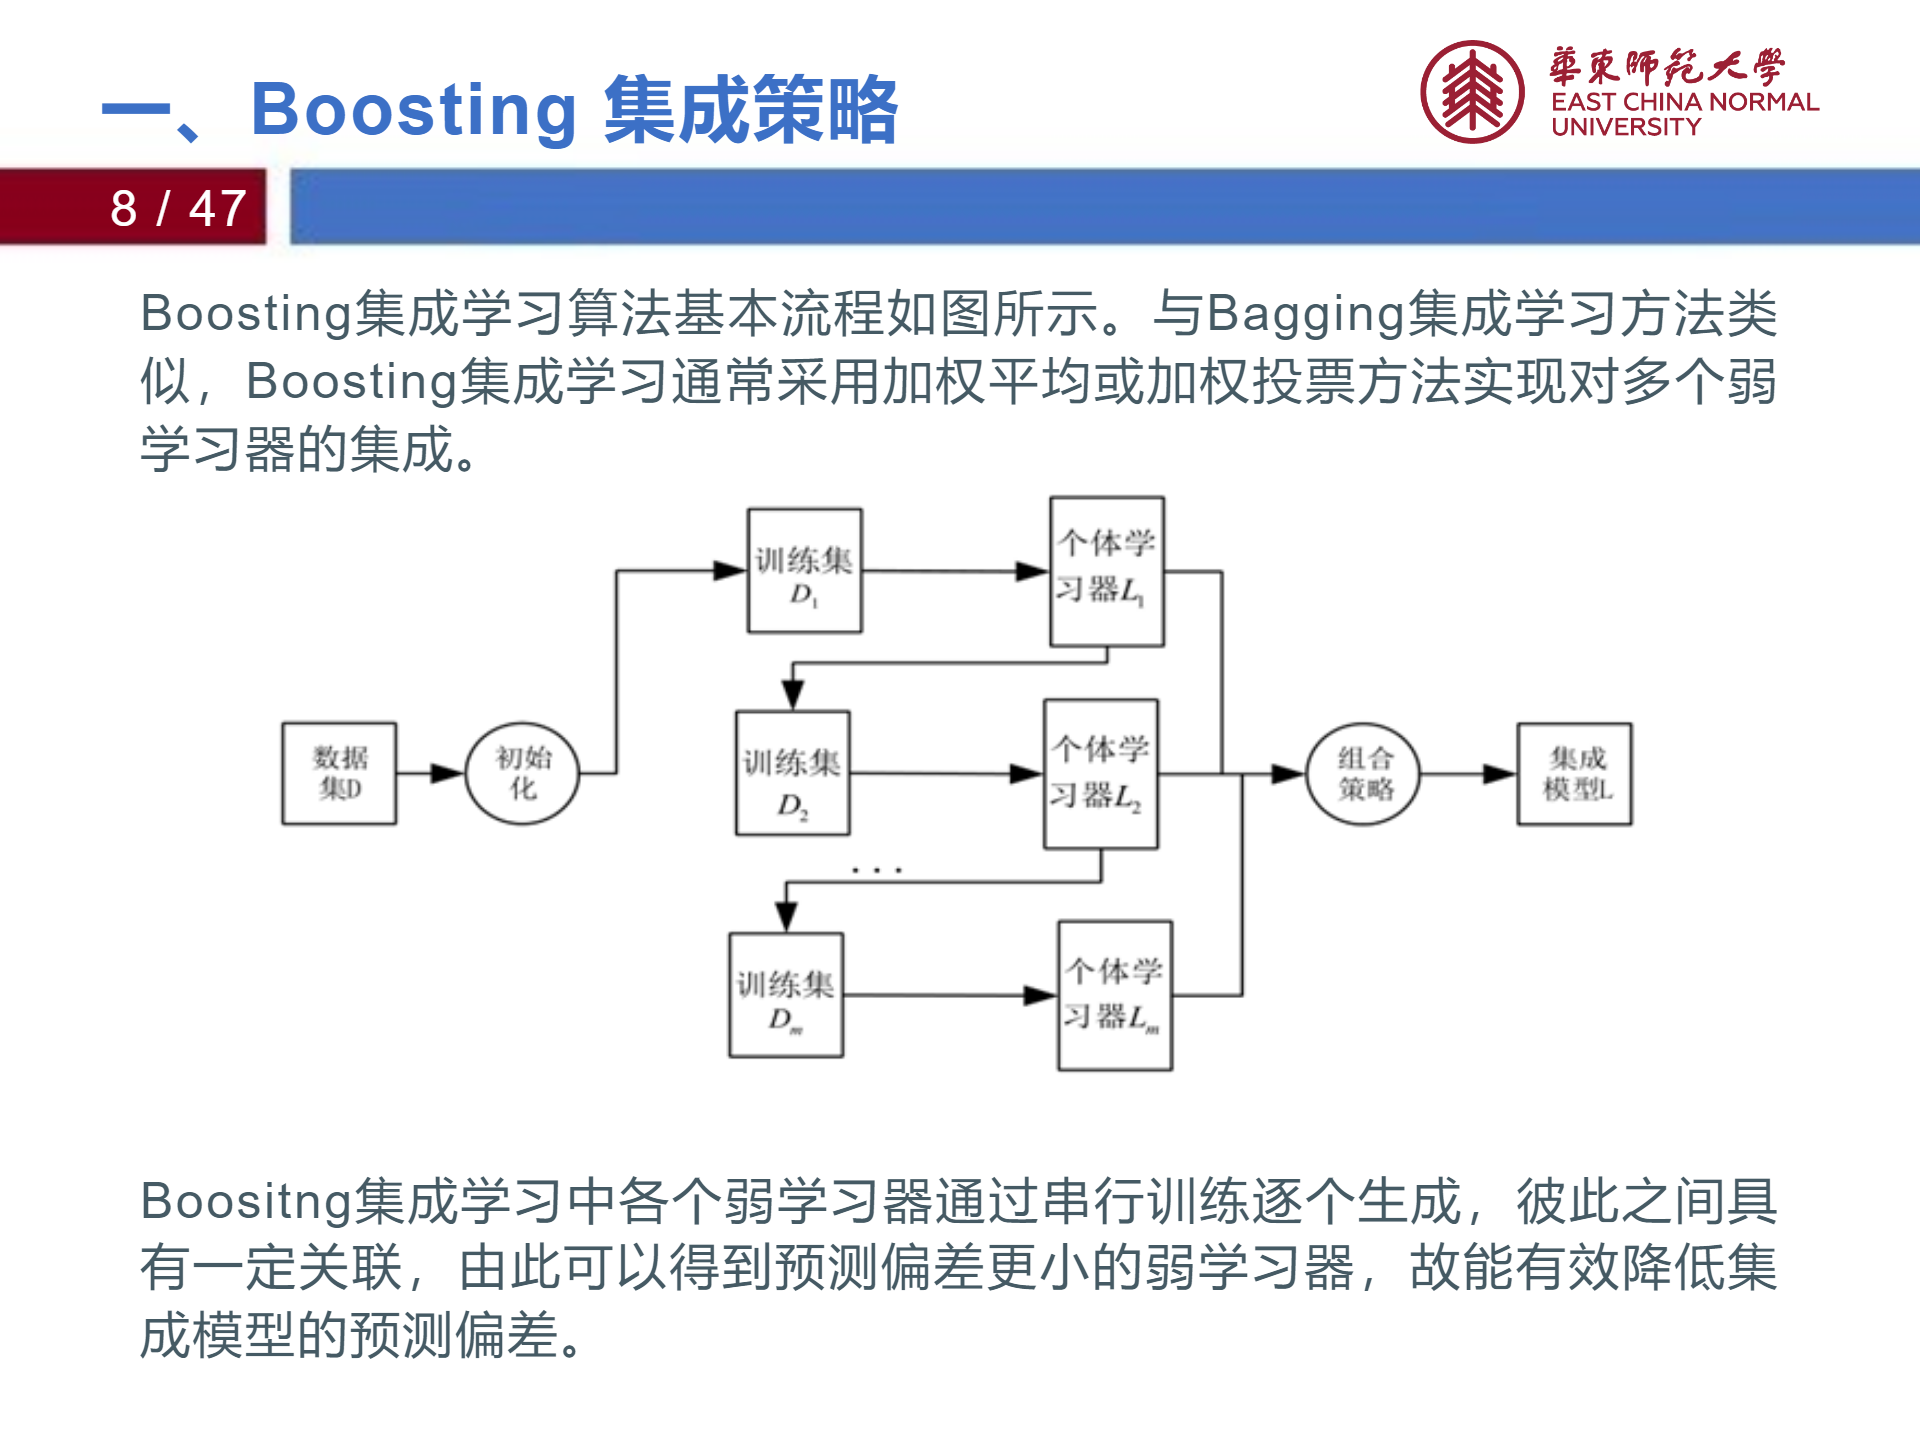 一、Boosting 集成策略
華東師範大學
EAST CHINA NORMAL
UNIVERSITY
8 / 47
Boosting集成学习算法基本流程如图所示。与Bagging集成学习方法类
似，Boosting集成学习通常采用加权平均或加权投票方法实现对多个弱
学习器的集成。
训练集
D₁
个体学
习器L₁
数据
集D
初始
化
训练集
D₂
个体学
习器L₂
组合
策略
集成
模型L
· · ·
训练集
Dₘ
个体学
习器Lₘ
Boositng集成学习中各个弱学习器通过串行训练逐个生成，彼此之间具
有一定关联，由此可以得到预测偏差更小的弱学习器，故能有效降低集
成模型的预测偏差。